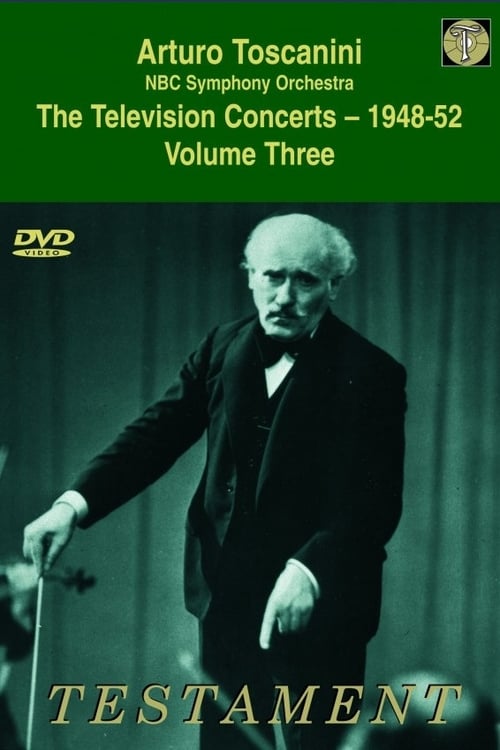 Arturo Toscanini
NBC Symphony Orchestra
The Television Concerts – 1948-52
Volume Three
DVD
VIDEO
TESTAMENT